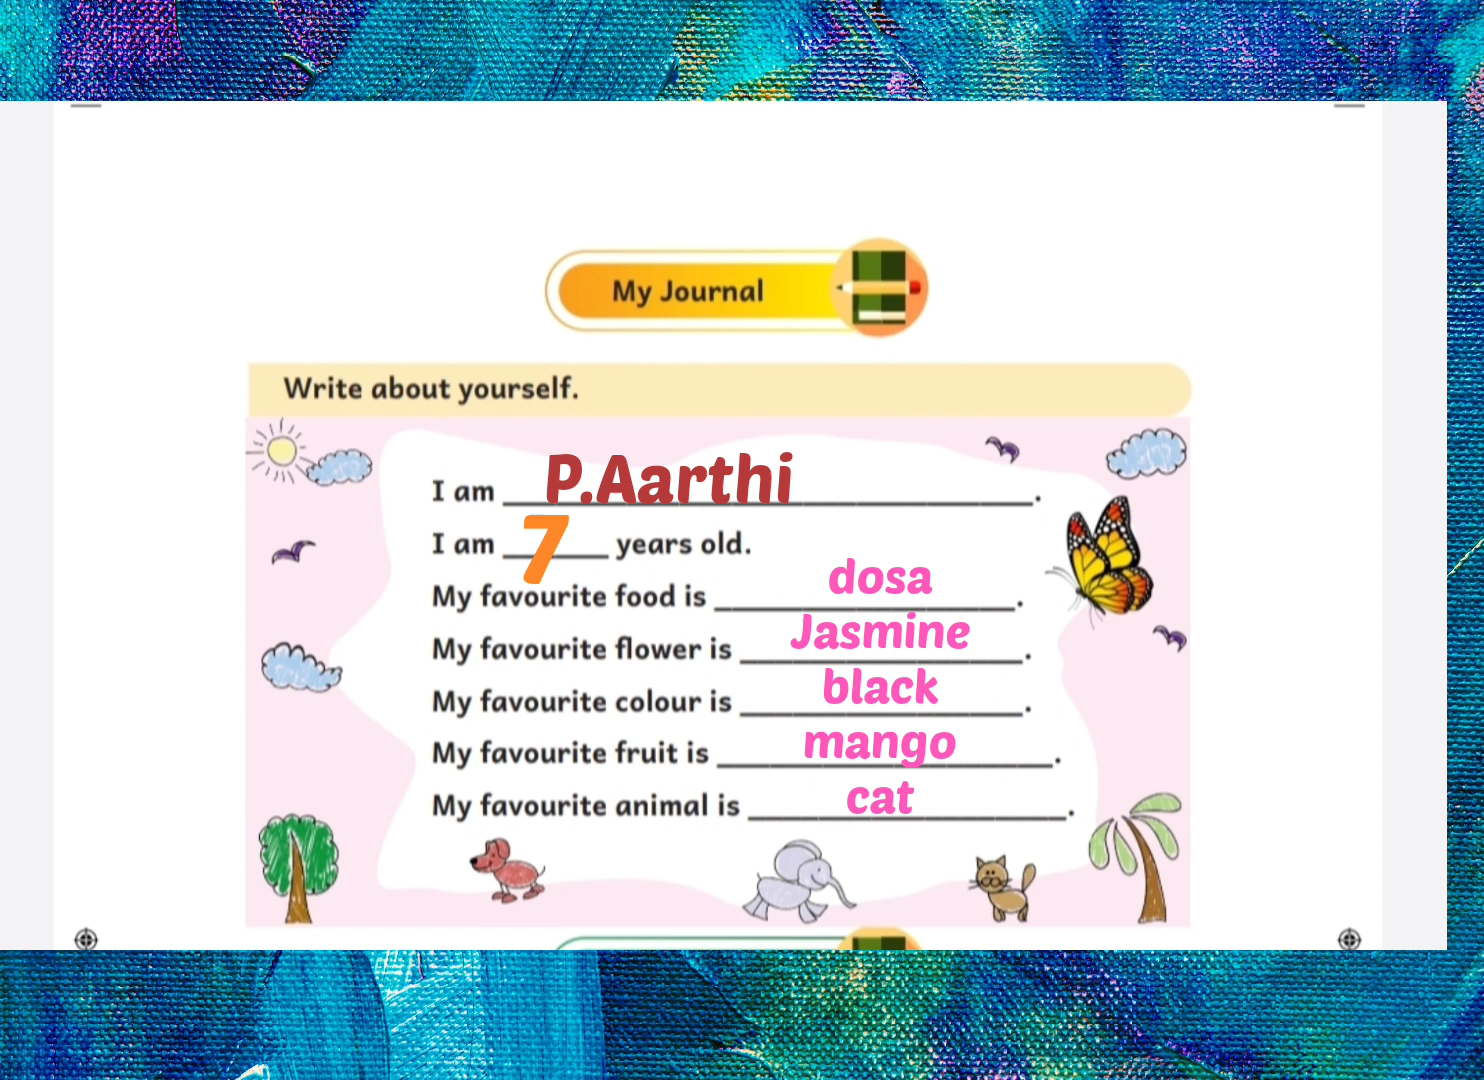 My Journal
Write about yourself.
I am P.Aarthi.
I am 7 years old.
My favourite food is dosa.
My favourite flower is Jasmine.
My favourite colour is black.
My favourite fruit is mango.
My favourite animal is cat.